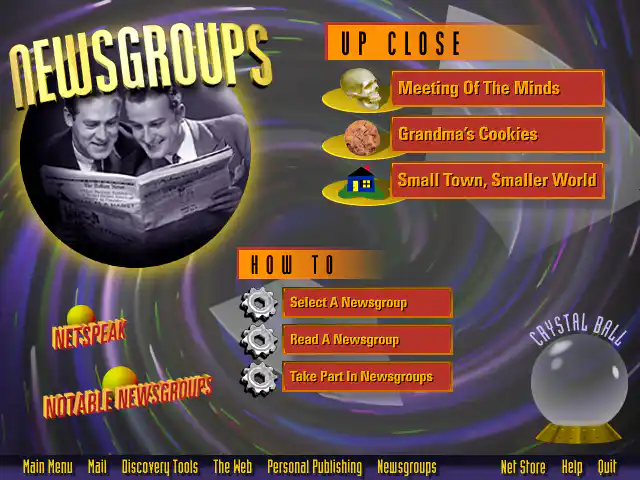 NEWSGROUPS
UP CLOSE
Meeting Of The Minds
Grandma's Cookies
Small Town, Smaller World
HOW TO
Select A Newsgroup
Read A Newsgroup
Take Part In Newsgroups
NETSPEAK
NOTABLE NEWSGROUPS
CRYSTAL BALL
Main Menu Mail Discovery Tools The Web Personal Publishing Newsgroups Net Store Help Quit